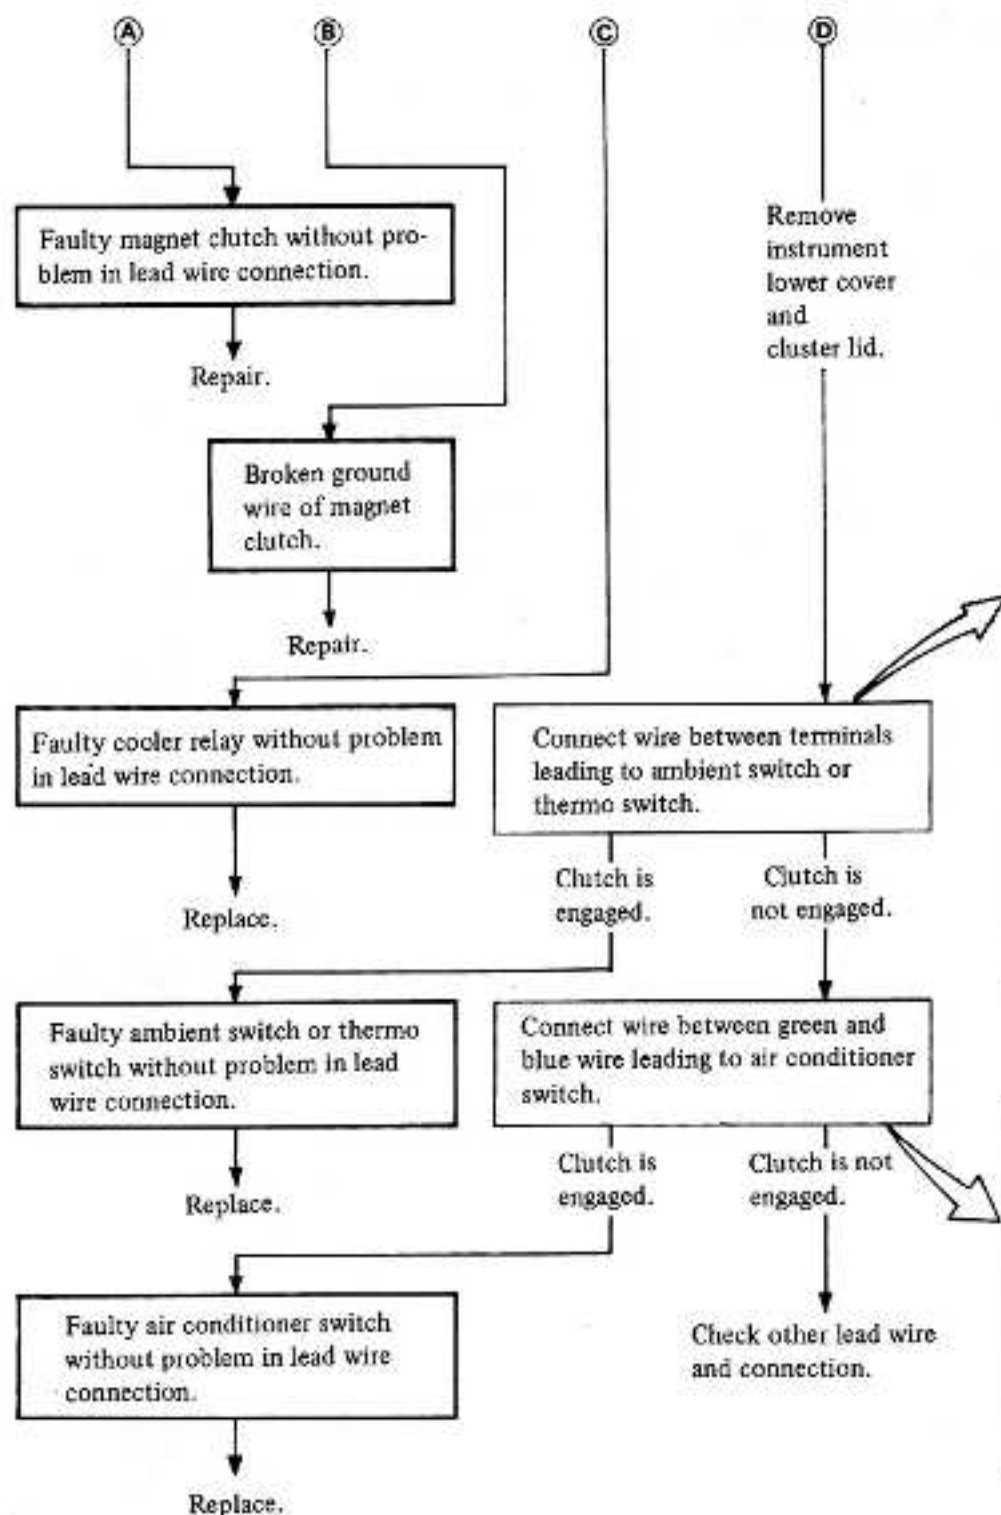 A
B
C
D
Faulty magnet clutch without pro-
blem in lead wire connection.
Repair.
Remove
instrument
lower cover
and
cluster lid.
Broken ground
wire of magnet
clutch.
Repair.
Faulty cooler relay without problem
in lead wire connection.
Replace.
Connect wire between terminals
leading to ambient switch or
thermo switch.
Clutch is
engaged.
Clutch is
not engaged.
Faulty ambient switch or thermo
switch without problem in lead
wire connection.
Replace.
Connect wire between green and
blue wire leading to air conditioner
switch.
Clutch is
engaged.
Clutch is not
engaged.
Faulty air conditioner switch
without problem in lead wire
connection.
Replace.
Check other lead wire
and connection.